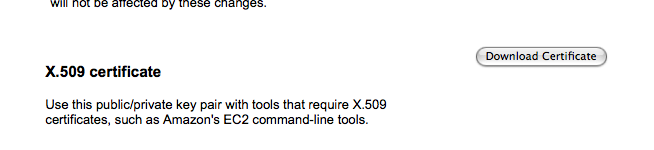 will not be affected by these changes.
Download Certificate
X.509 certificate
Use this public/private key pair with tools that require X.509
certificates, such as Amazon's EC2 command-line tools.